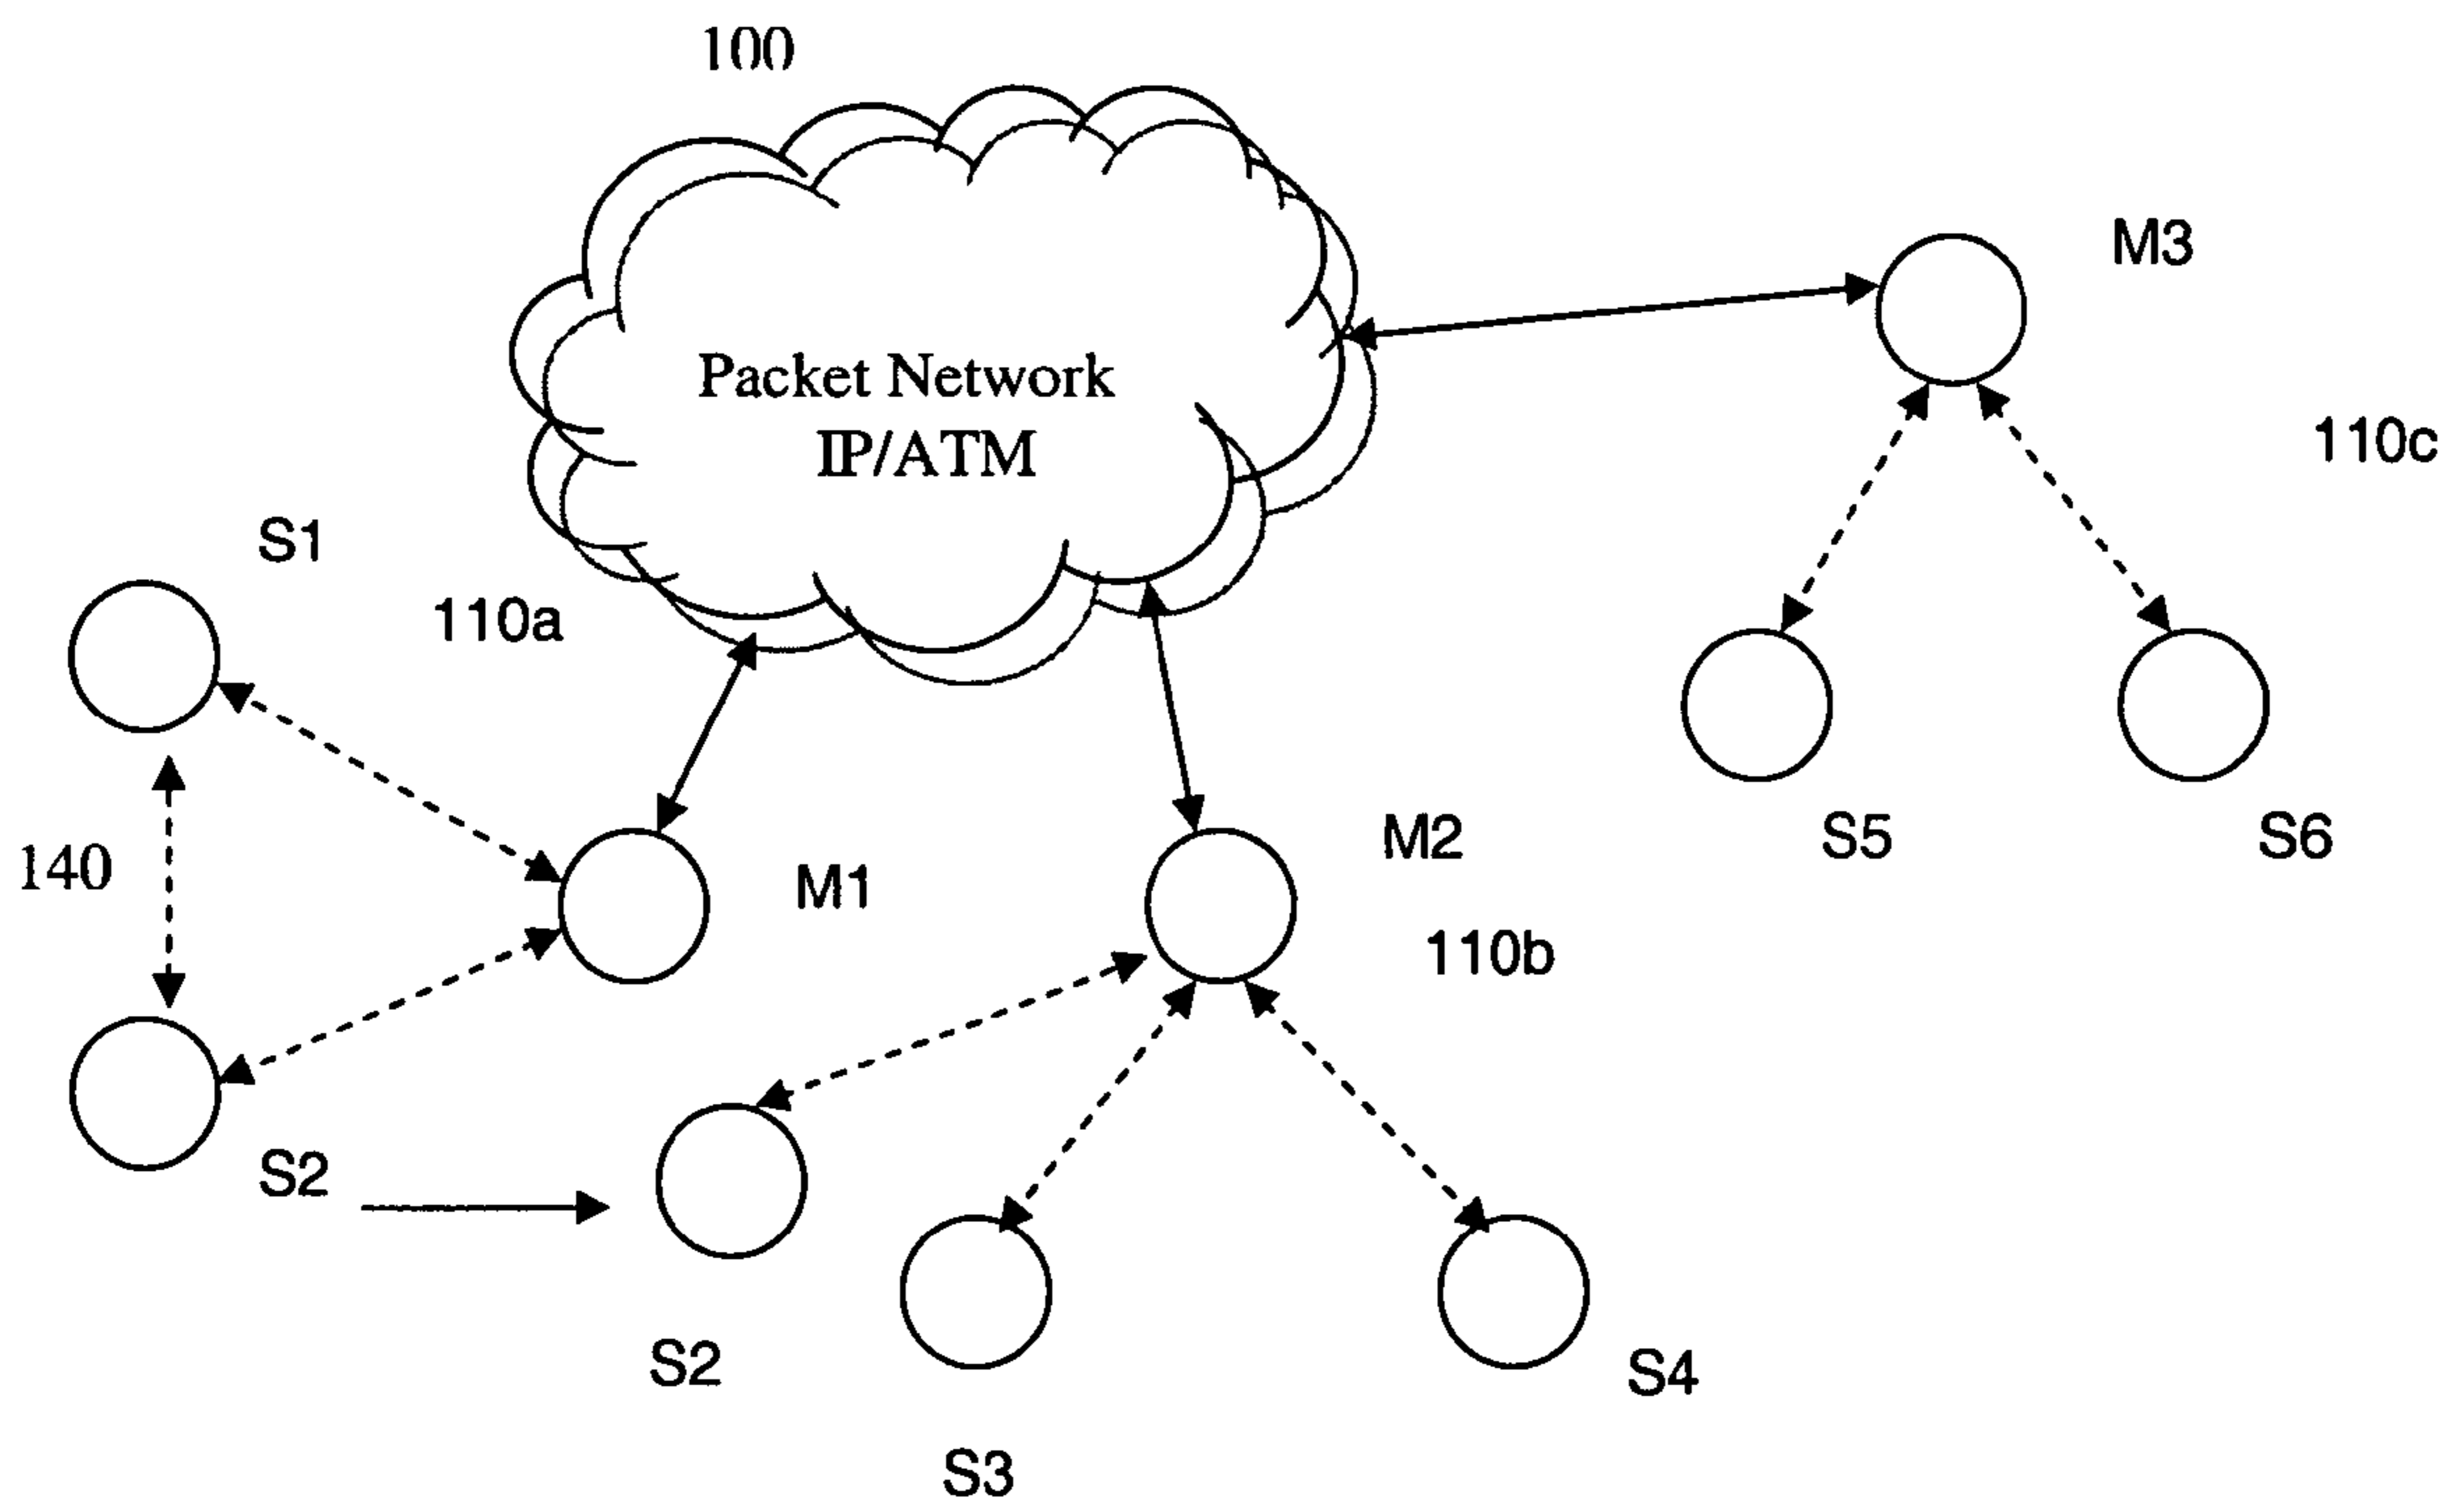 100
M3
Packet Network
IP/ATM
110c
S1
110a
M2
S5
S6
140
M1
110b
S2
S2
S4
S3